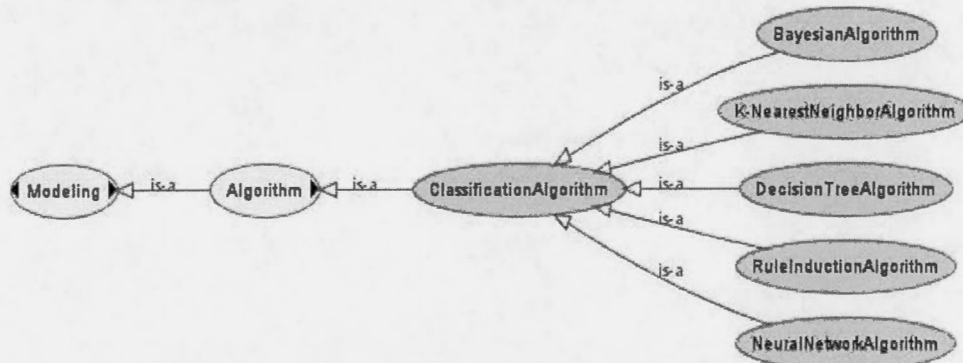 BayesianAlgorithm
is-a
K-NearestNeighborAlgorithm
is-a
Modeling
is-a
Algorithm
is-a
ClassificationAlgorithm
is-a
DecisionTreeAlgorithm
is-a
RuleInductionAlgorithm
is-a
NeuralNetworkAlgorithm